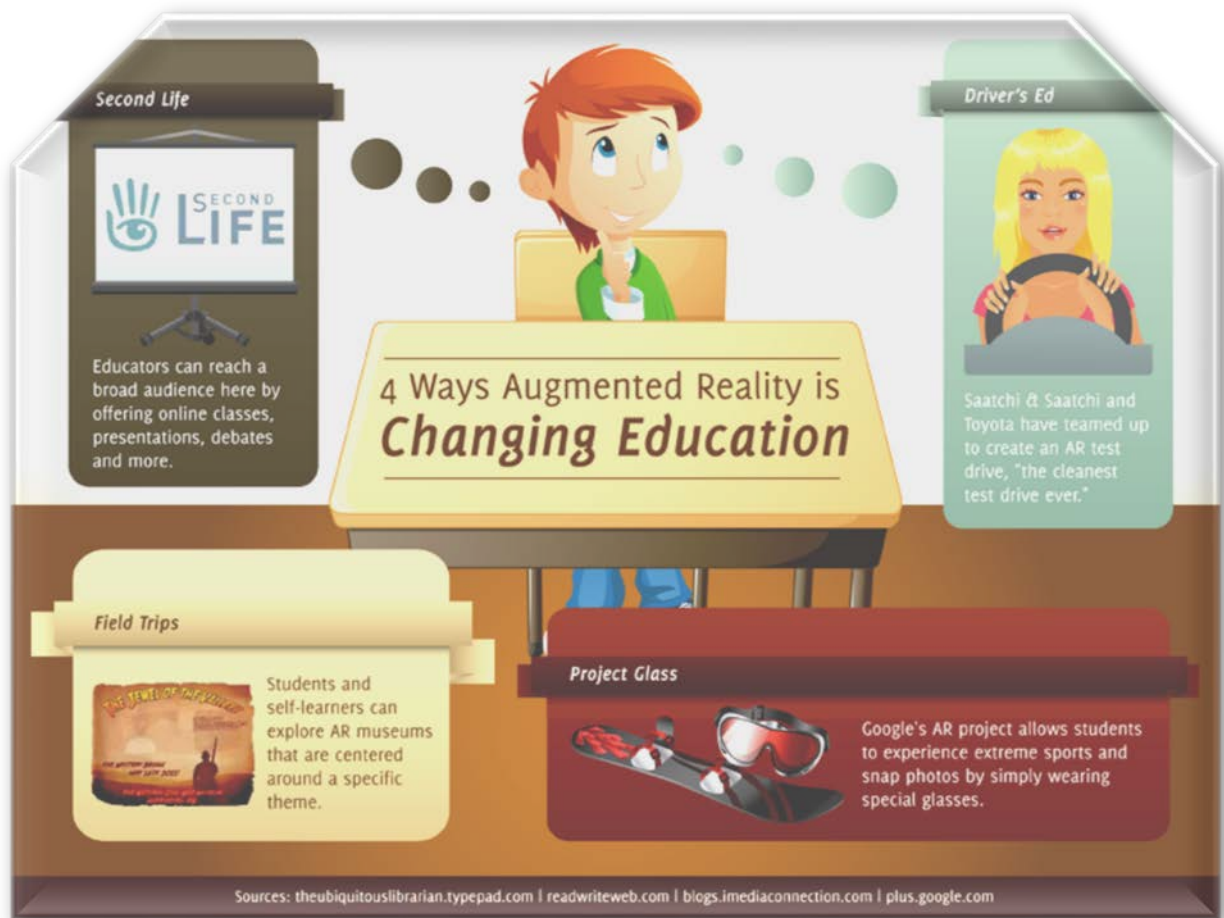 Second Life
SECOND
LIFE
Educators can reach a
broad audience here by
offering online classes,
presentations, debates
and more.
Driver's Ed
Saatchi & Saatchi and
Toyota have teamed up
to create an AR test
drive, "the cleanest
test drive ever."
4 Ways Augmented Reality is
Changing Education
Field Trips
THE JEWEL OF THE
Students and
self-learners can
explore AR museums
that are centered
around a specific
theme.
Project Glass
Google's AR project allows students
to experience extreme sports and
snap photos by simply wearing
special glasses.
Sources: theubiquitouslibrarian.typepad.com | readwriteweb.com | blogs.imediaconnection.com | plus.google.com